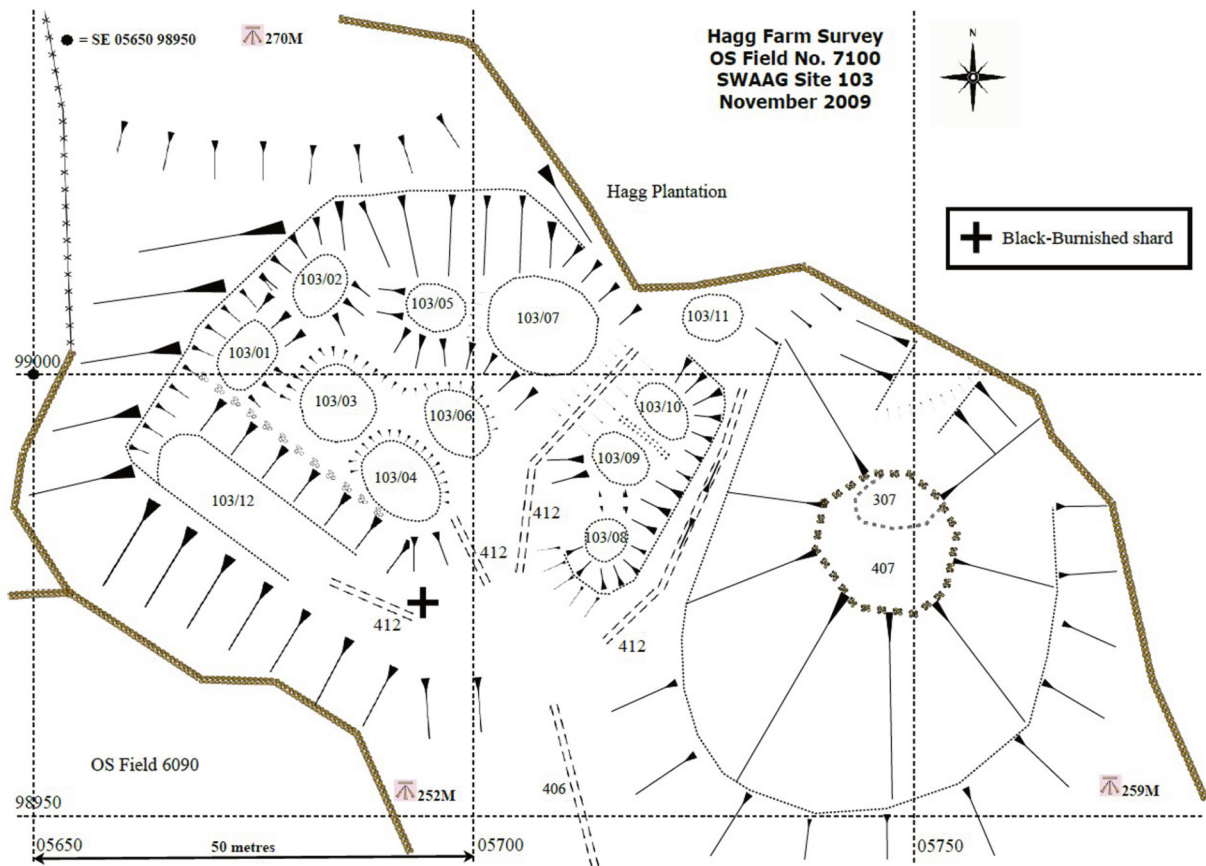 = SE 05650 98950
270M
Hagg Farm Survey
OS Field No. 7100
SWAAG Site 103
November 2009
N
Hagg Plantation
Black-Burnished shard
103/02
103/05
103/07
103/11
103/01
99000
103/03
103/06
103/10
103/09
103/04
103/12
307
412
103/08
412
407
412
412
OS Field 6090
406
252M
259M
98950
05650
50 metres
05700
05750